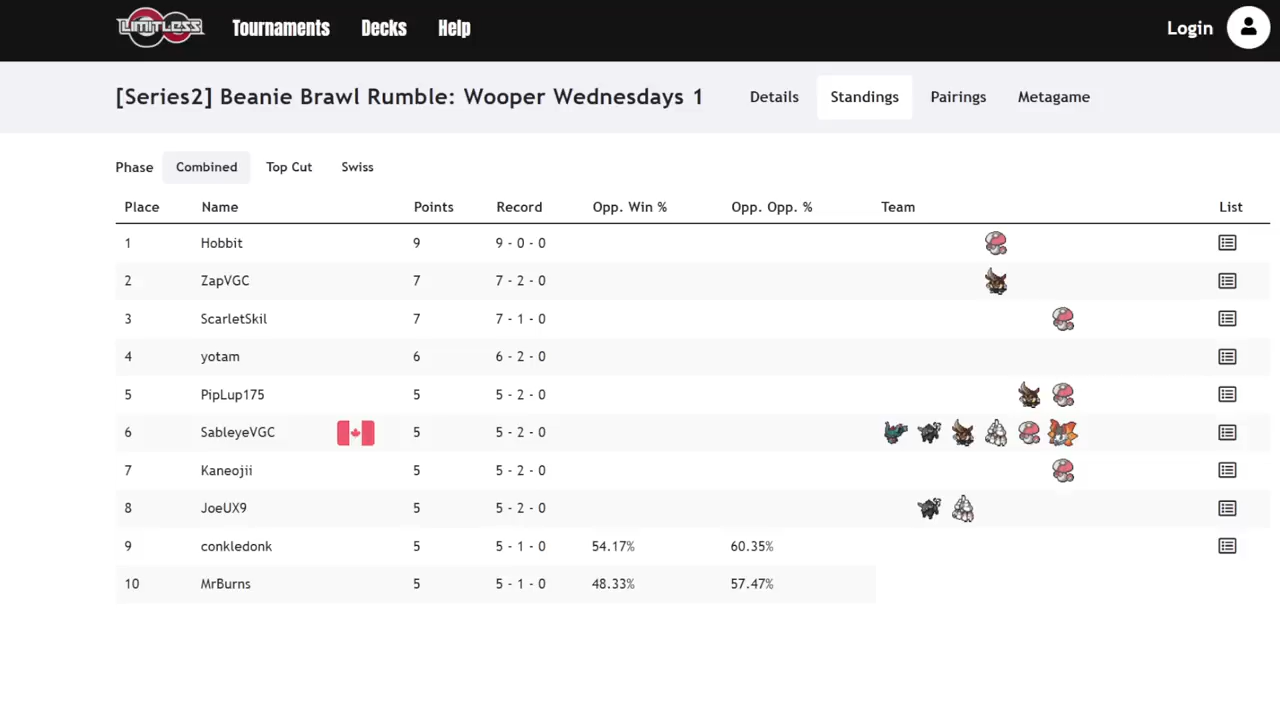 LIMITLESS Tournaments Decks Help Login
[Series2] Beanie Brawl Rumble: Wooper Wednesdays 1 Details Standings Pairings Metagame
Phase Combined Top Cut Swiss
Place Name Points Record Opp. Win % Opp. Opp. % Team List
1 Hobbit 9 9 - 0 - 0
2 ZapVGC 7 7 - 2 - 0
3 ScarletSkil 7 7 - 1 - 0
4 yotam 6 6 - 2 - 0
5 PipLup175 5 5 - 2 - 0
6 SableyeVGC 5 5 - 2 - 0
7 Kaneojii 5 5 - 2 - 0
8 JoeUX9 5 5 - 2 - 0
9 conkledonk 5 5 - 1 - 0 54.17% 60.35%
10 MrBurns 5 5 - 1 - 0 48.33% 57.47%